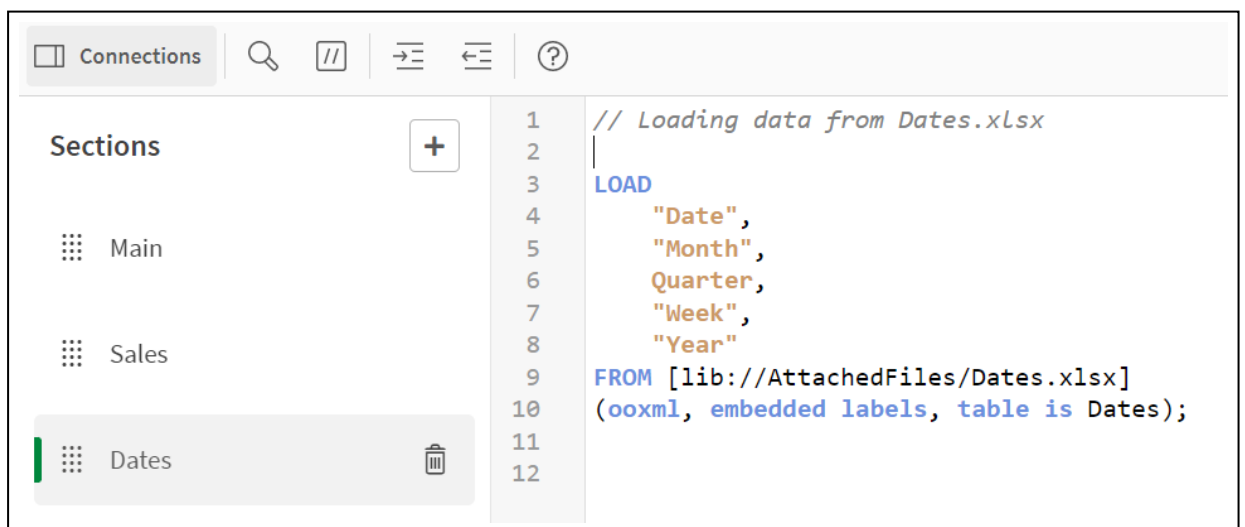 Connections //
Sections +
Main
Sales
Dates
1 // Loading data from Dates.xlsx
2
3 LOAD
4 "Date",
5 "Month",
6 Quarter,
7 "Week",
8 "Year"
9 FROM [lib://AttachedFiles/Dates.xlsx]
10 (ooxml, embedded labels, table is Dates);
11
12